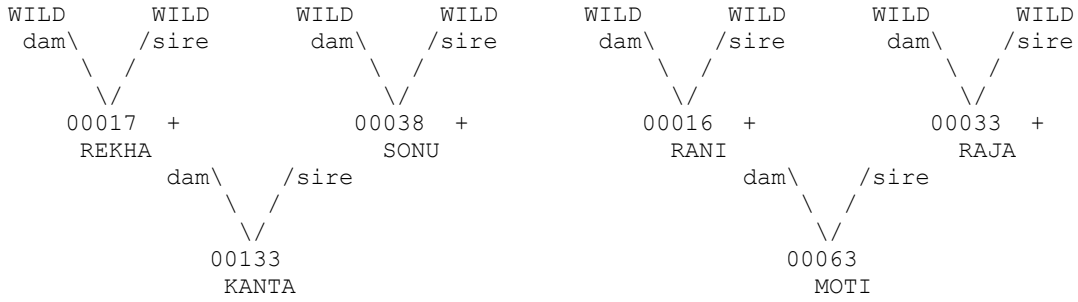 WILD WILD WILD WILD WILD WILD WILD WILD
dam\ /sire dam\ /sire dam\ /sire dam\ /sire
\ / \ / \ / \ /
\/ \/ \/ \/
00017 + 00038 + 00016 + 00033 +
REKHA SONU RANI RAJA
dam\ /sire dam\ /sire
\ / \ /
\/ \/
00133 00063
KANTA MOTI